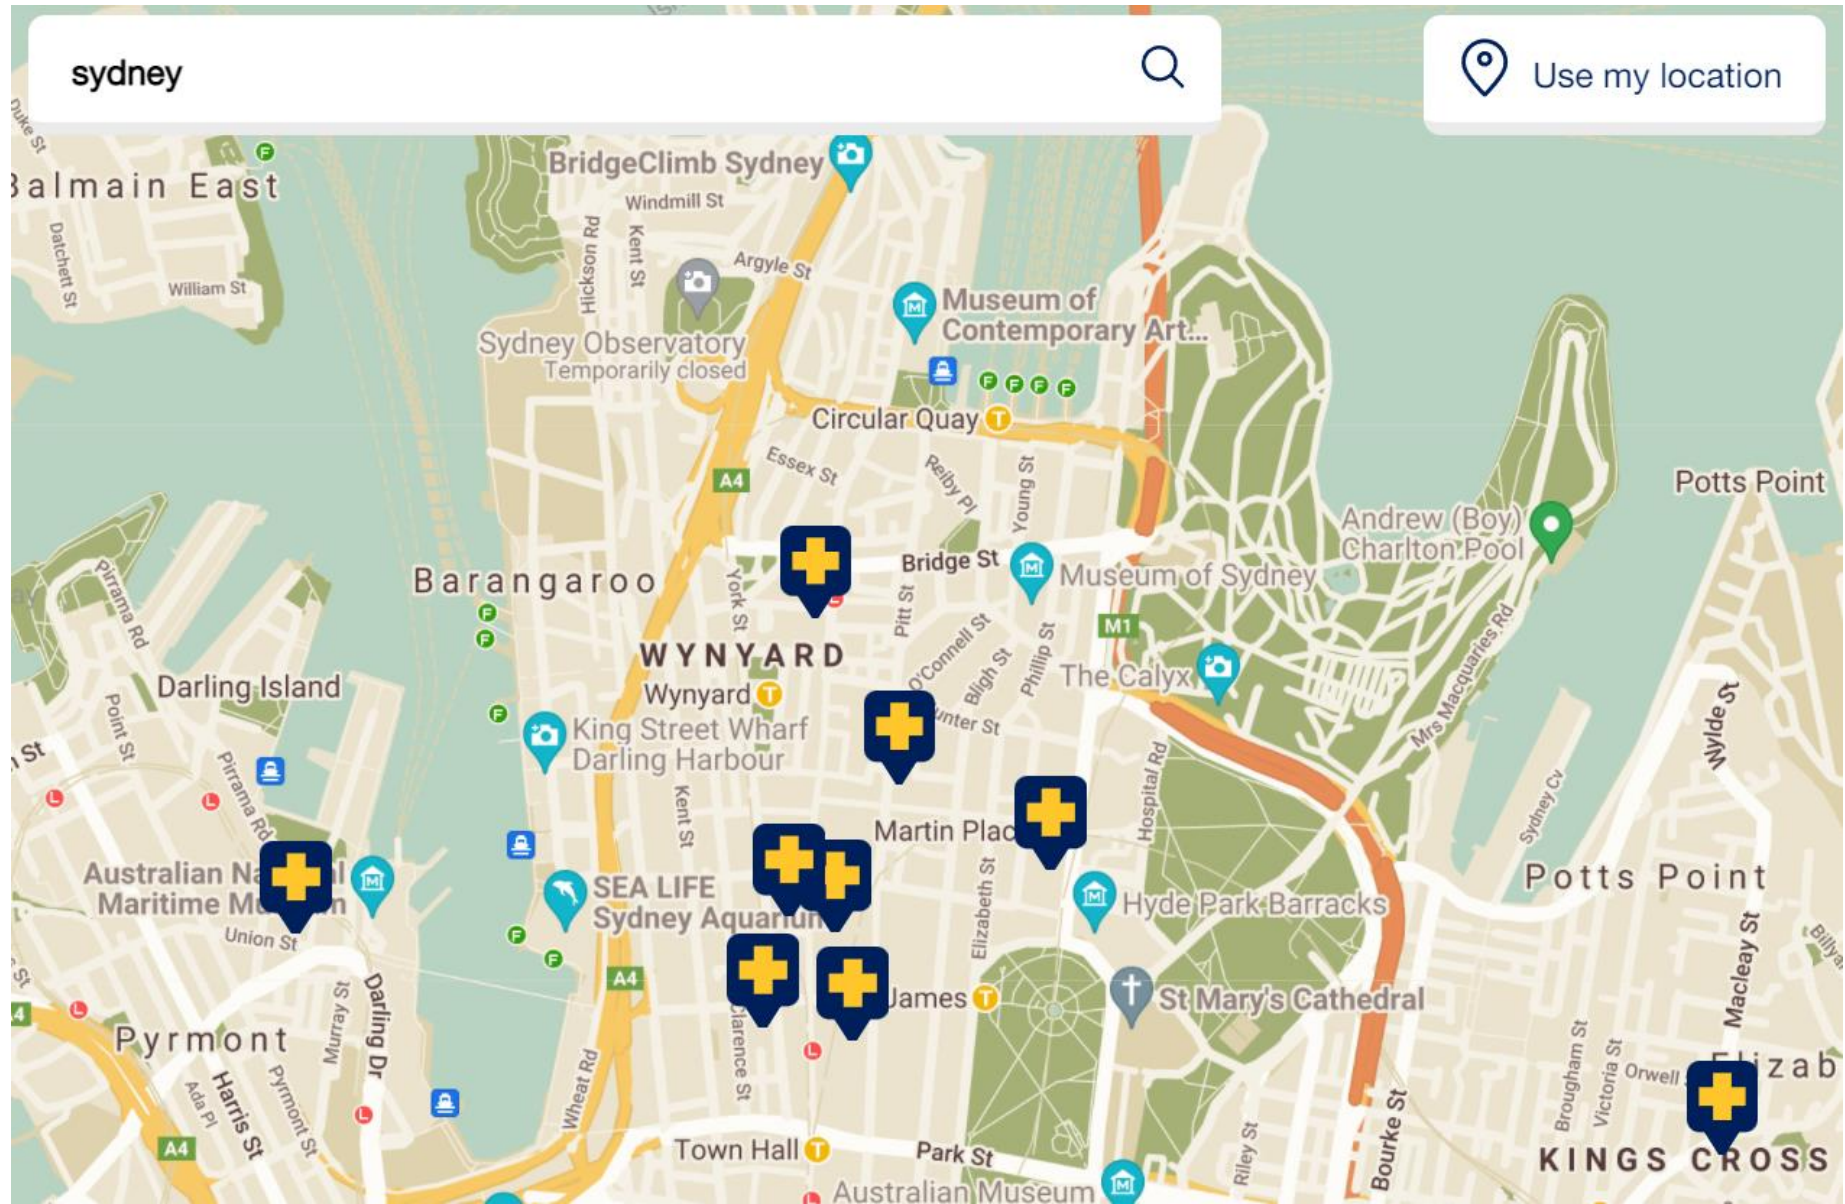 sydney
Use my location
Duke St
Balmain East
F
BridgeClimb Sydney
Windmill St
Datchett St
Hickson Rd
Kent St
Argyle St
William St
Museum of
Contemporary Art...
Sydney Observatory
Temporarily closed
F F F F
Circular Quay T
Essex St
Reiby Pl
Young St
A4
Potts Point
Andrew (Boy)
Charlton Pool
Bridge St
Museum of Sydney
Barangaroo
Pirrama Rd
York St
Pitt St
F
F
L
M1
WYNYARD
O'Connell St
Bligh St
Phillip St
The Calyx
Mrs Macquaries Rd
Darling Island
Wynyard T
Point St
F
King Street Wharf
Darling Harbour
unter St
Wylde St
n St
Pirrama Rd
L
L
Kent St
Hospital Rd
Sydney Cv
Martin Plac
Australian Na l
Maritime Mu m
SEA LIFE
Sydney Aquarium
Elizabeth St
Hyde Park Barracks
Potts Point
Union St
F
F
Macleay St
St
A4
Darling Dr
James T
St Mary's Cathedral
4
L
Pyrmont
Murray St
Clarence St
L
Wheat Rd
Brougham St
Victoria St
Orwell
Elizab
Harris St
Ada Pl
Pyrmont St
L
A4
Town Hall T
Park St
Riley St
Bourke St
KINGS CROSS
L
Australian Museum